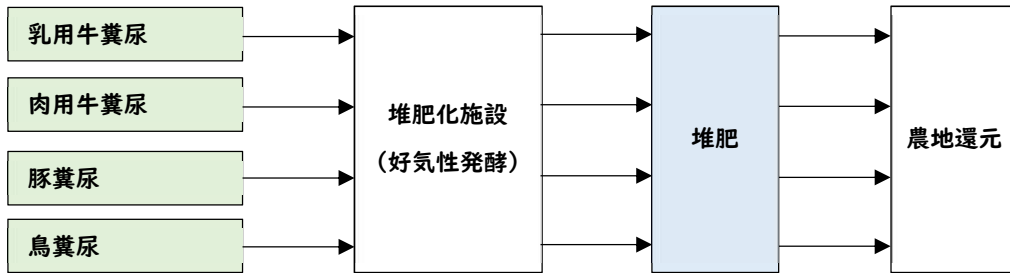 乳用牛糞尿
肉用牛糞尿
豚糞尿
鳥糞尿
堆肥化施設
（好気性発酵）
堆肥
農地還元